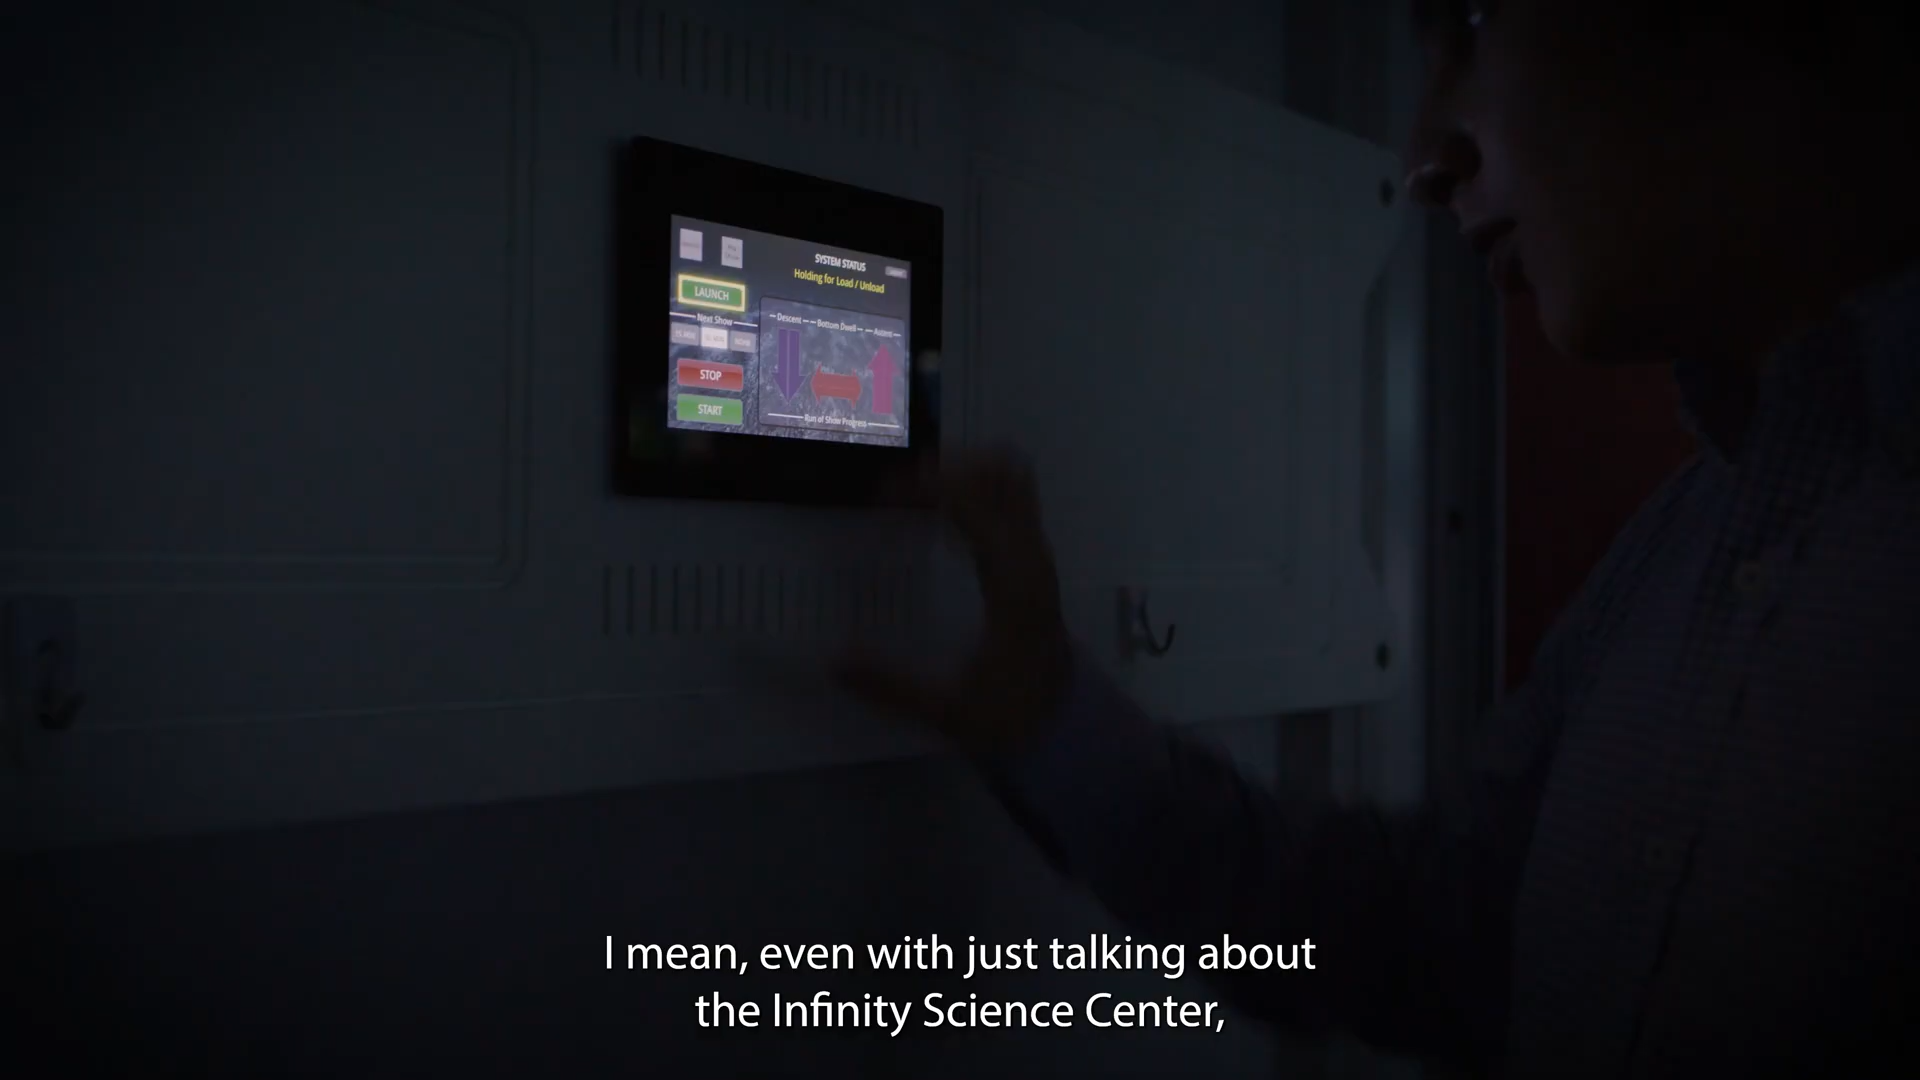 SYSTEM STATUS
Holding for Load / Unload
LAUNCH
Next Show
STOP
START
Descent
Bottom Dwell
Ascent
Run of Show Progress
I mean, even with just talking about
the Infinity Science Center,